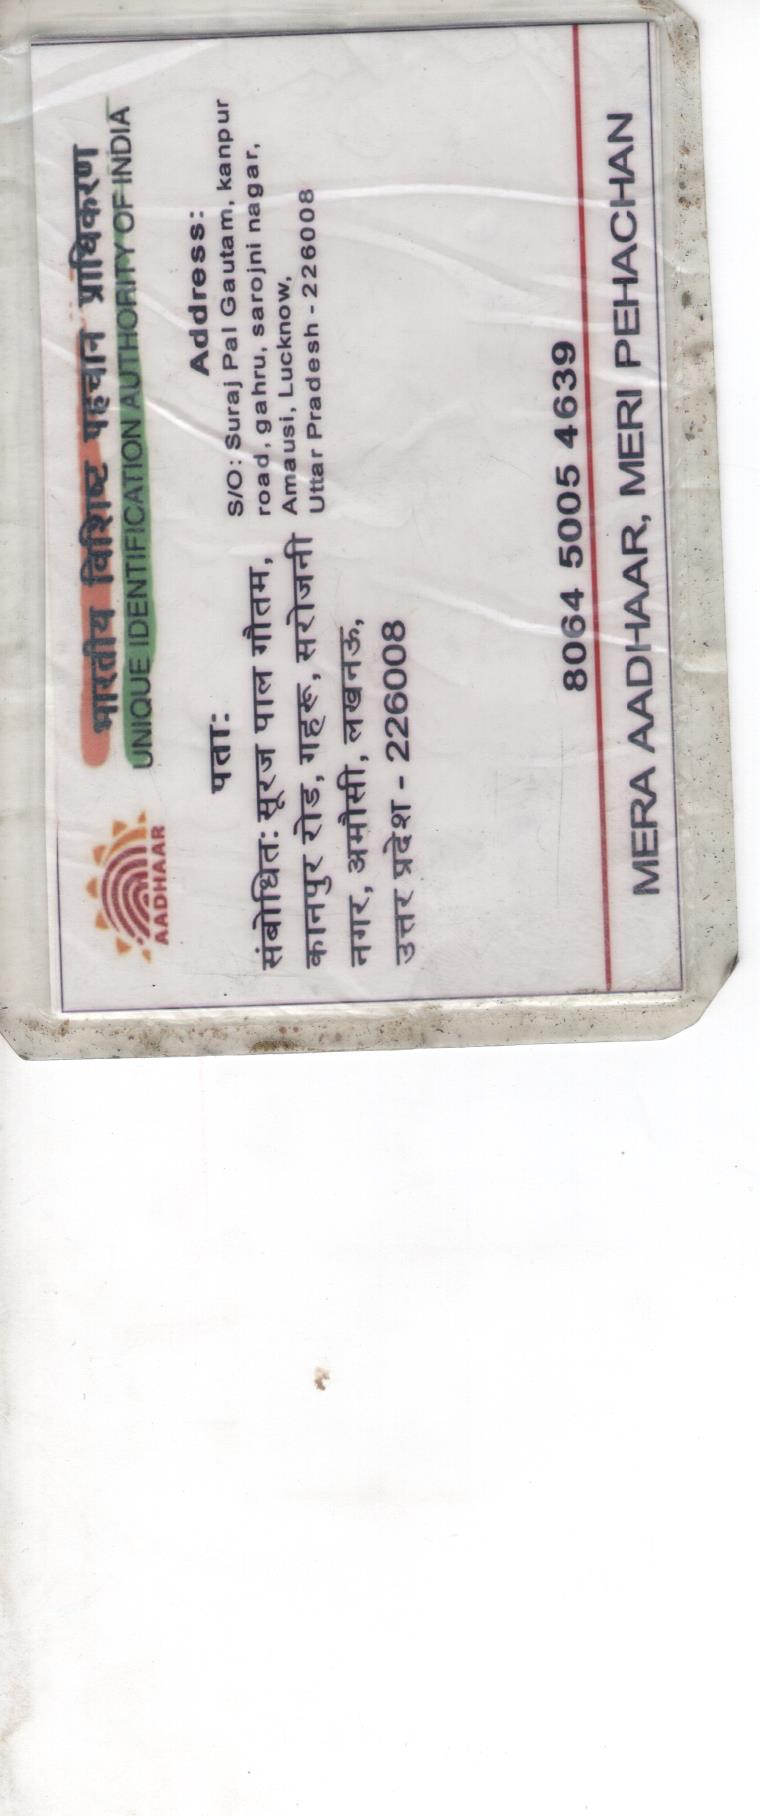 भारतीय विशिष्ट पहचान प्राधिकरण
UNIQUE IDENTIFICATION AUTHORITY OF INDIA
AADHAAR
पता:
संबोधित: सूरज पाल गौतम,
कानपुर रोड, गहरू, सरोजनी
नगर, अमौसी, लखनऊ,
उत्तर प्रदेश - 226008
Address:
S/O: Suraj Pal Gautam, kanpur
road, gahru, sarojni nagar,
Amausi, Lucknow,
Uttar Pradesh - 226008
8064 5005 4639
MERA AADHAAR, MERI PEHACHAN